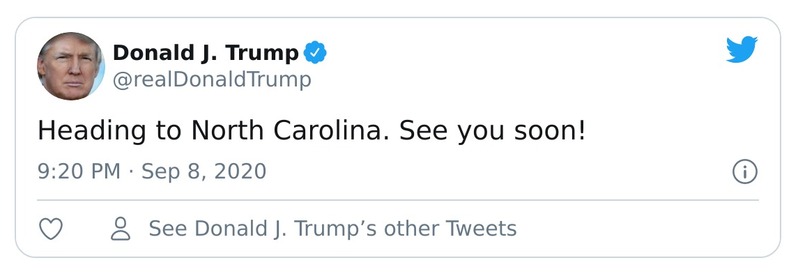 Donald J. Trump
@realDonaldTrump
Heading to North Carolina. See you soon!
9:20 PM · Sep 8, 2020
See Donald J. Trump’s other Tweets